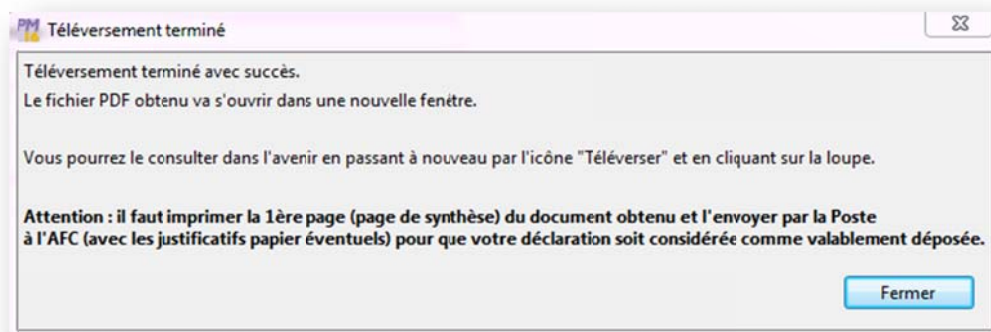 PM
16
Téléversement terminé
Téléversement terminé avec succès.
Le fichier PDF obtenu va s'ouvrir dans une nouvelle fenêtre.
Vous pourrez le consulter dans l'avenir en passant à nouveau par l'icône "Téléverser" et en cliquant sur la loupe.
Attention : il faut imprimer la 1ère page (page de synthèse) du document obtenu et l'envoyer par la Poste
à l'AFC (avec les justificatifs papier éventuels) pour que votre déclaration soit considérée comme valablement déposée.
Fermer